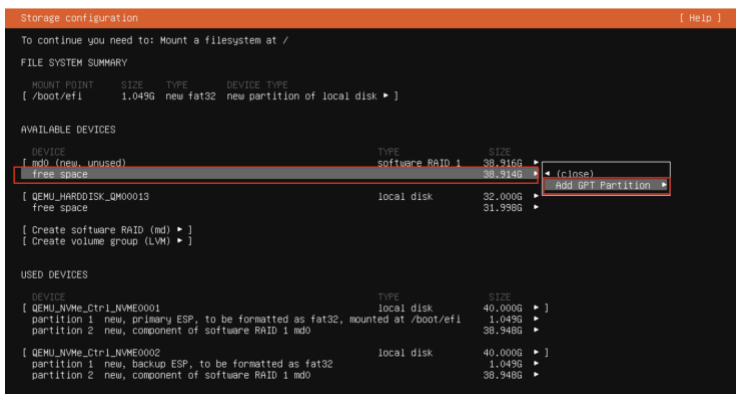 Storage configuration [ Help ]
To continue you need to: Mount a filesystem at /
FILE SYSTEM SUMMARY
MOUNT POINT SIZE TYPE DEVICE TYPE
[ /boot/efi 1.049G new fat32 new partition of local disk ▸ ]
AVAILABLE DEVICES
DEVICE TYPE SIZE
[ md0 (new, unused) software RAID 1 38.916G ▸
free space 38.914G ▸ ◂ (close)
Add GPT Partition ▸
[ QEMU_HARDDISK_QM00013 local disk 32.000G ▸
free space 31.998G ▸
[ Create software RAID (md) ▸ ]
[ Create volume group (LVM) ▸ ]
USED DEVICES
DEVICE TYPE SIZE
[ QEMU_NVMe_Ctrl_NVME0001 local disk 40.000G ▸ ]
partition 1 new, primary ESP, to be formatted as fat32, mounted at /boot/efi 1.049G ▸
partition 2 new, component of software RAID 1 md0 38.948G ▸
[ QEMU_NVMe_Ctrl_NVME0002 local disk 40.000G ▸ ]
partition 1 new, backup ESP, to be formatted as fat32 1.049G ▸
partition 2 new, component of software RAID 1 md0 38.948G ▸